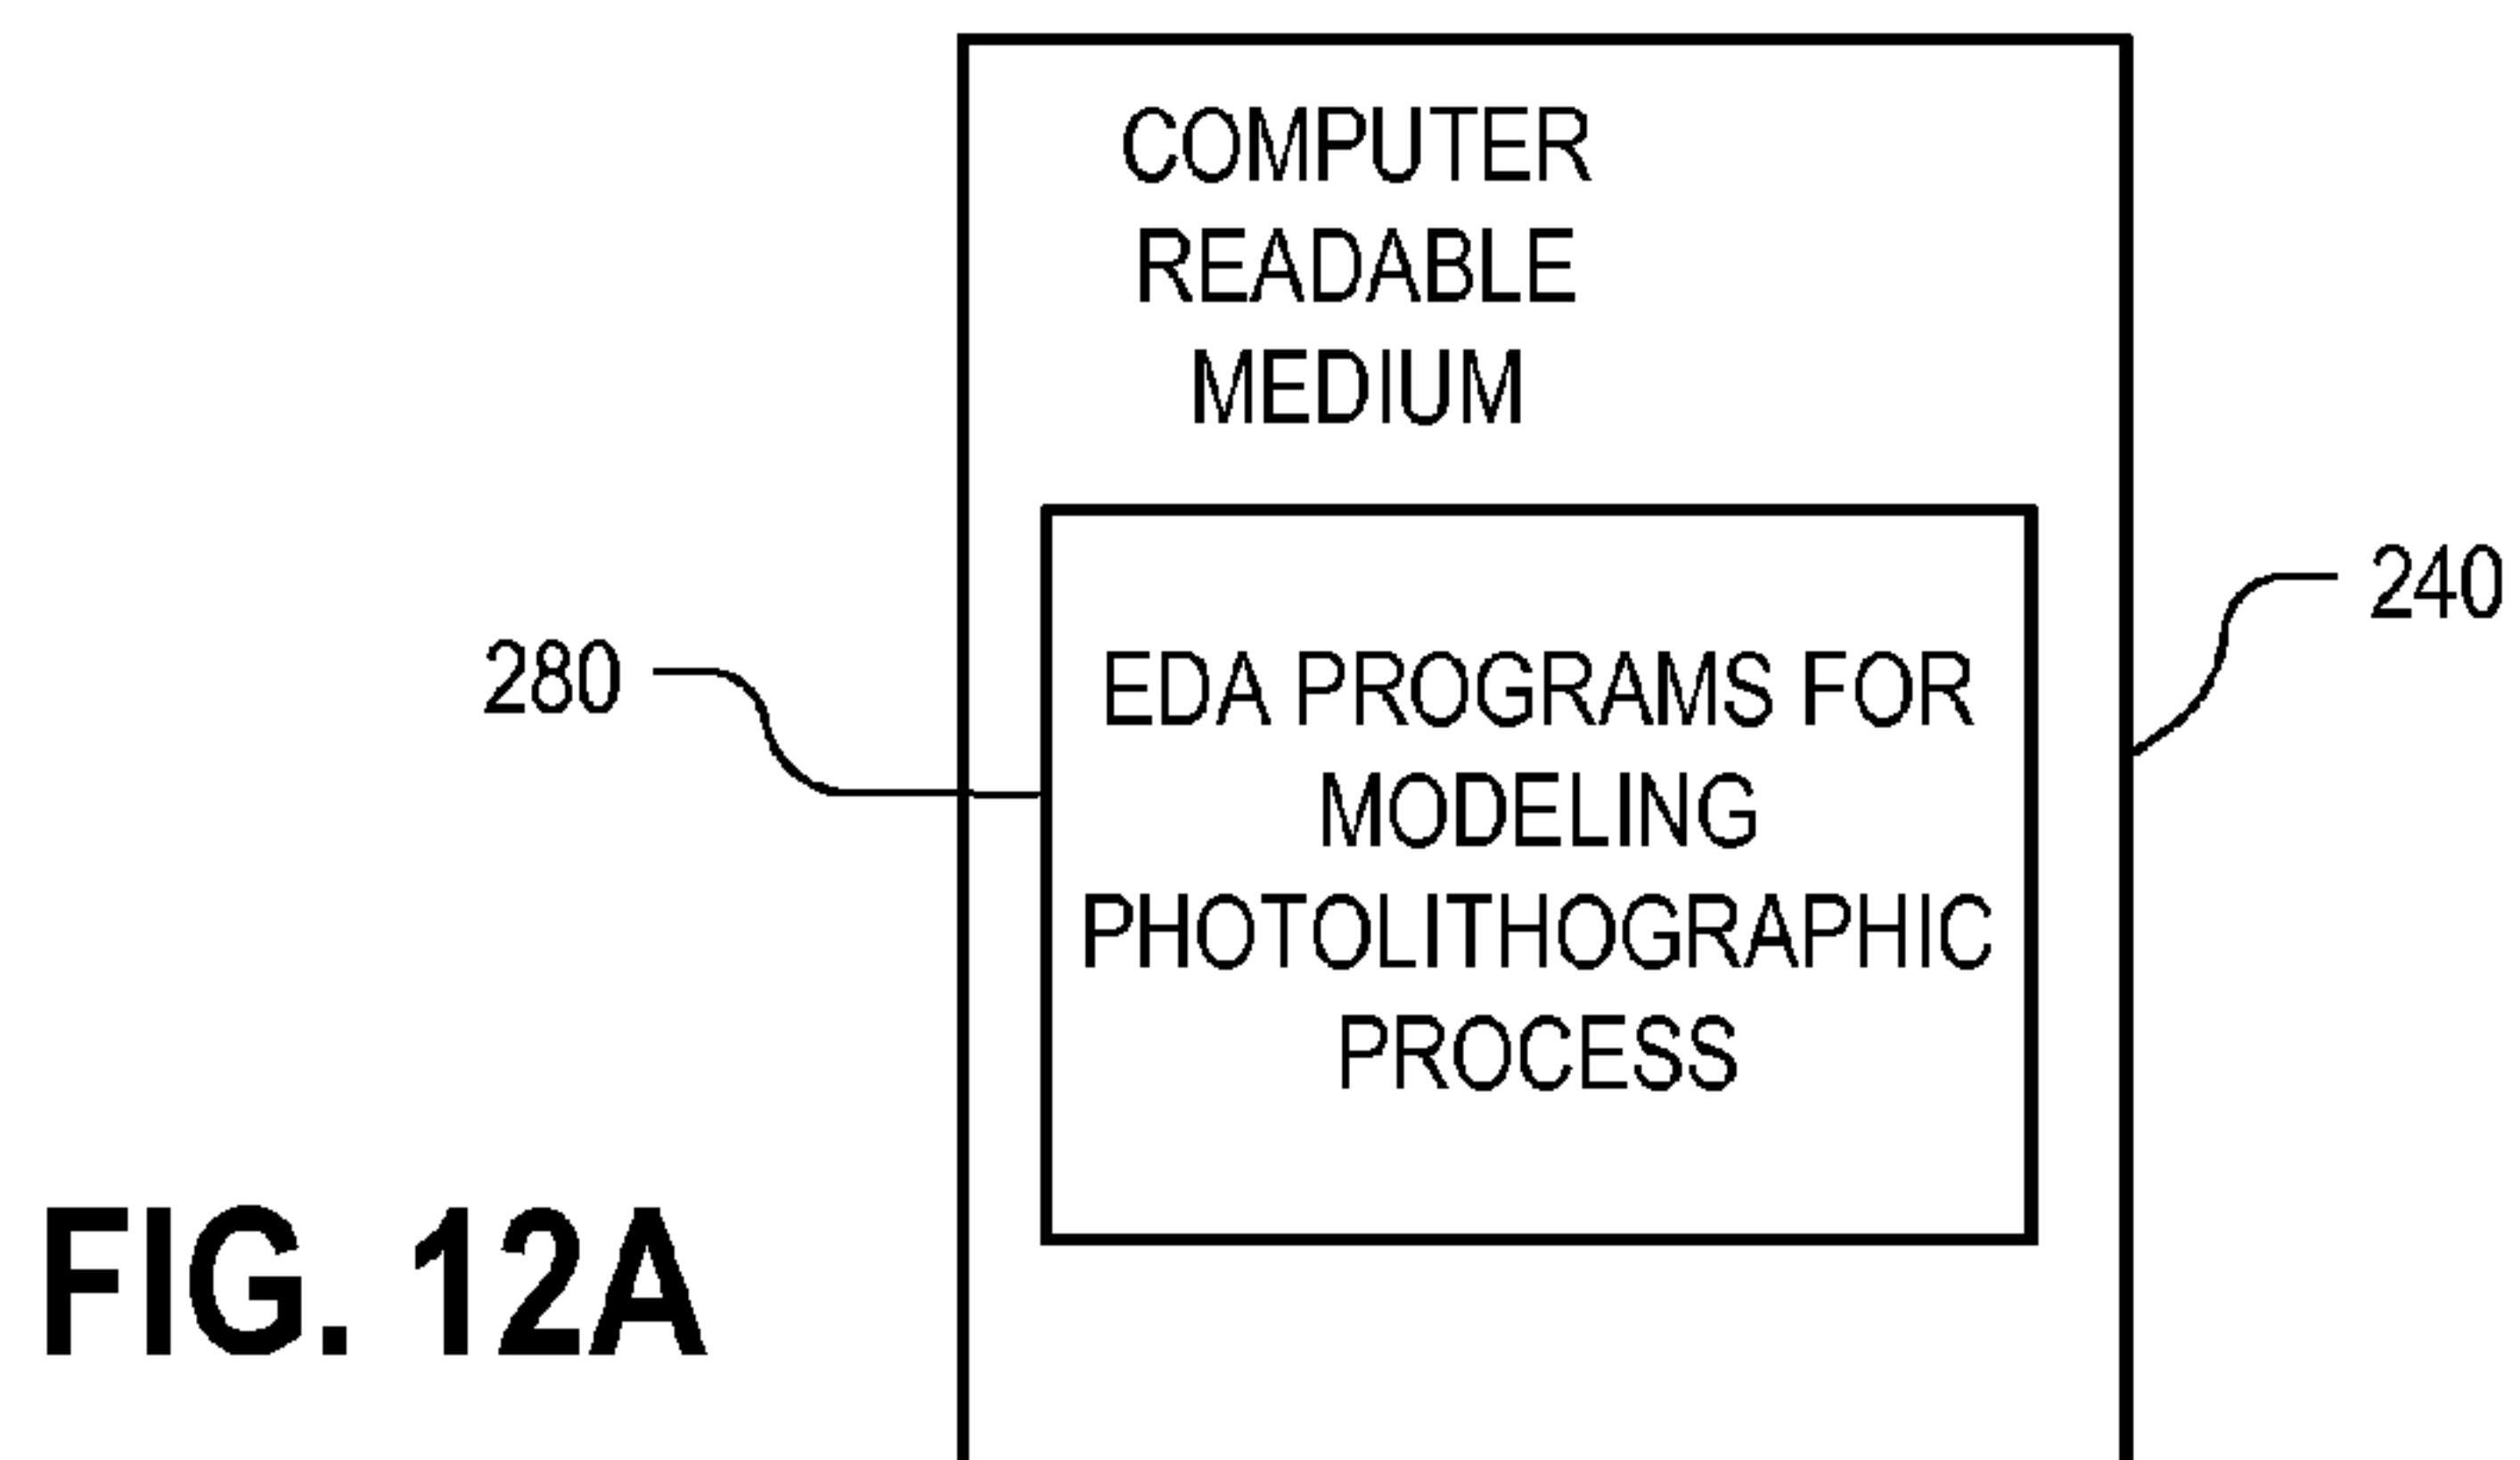 COMPUTER
READABLE
MEDIUM
240
280
EDA PROGRAMS FOR
MODELING
PHOTOLITHOGRAPHIC
PROCESS
FIG. 12A